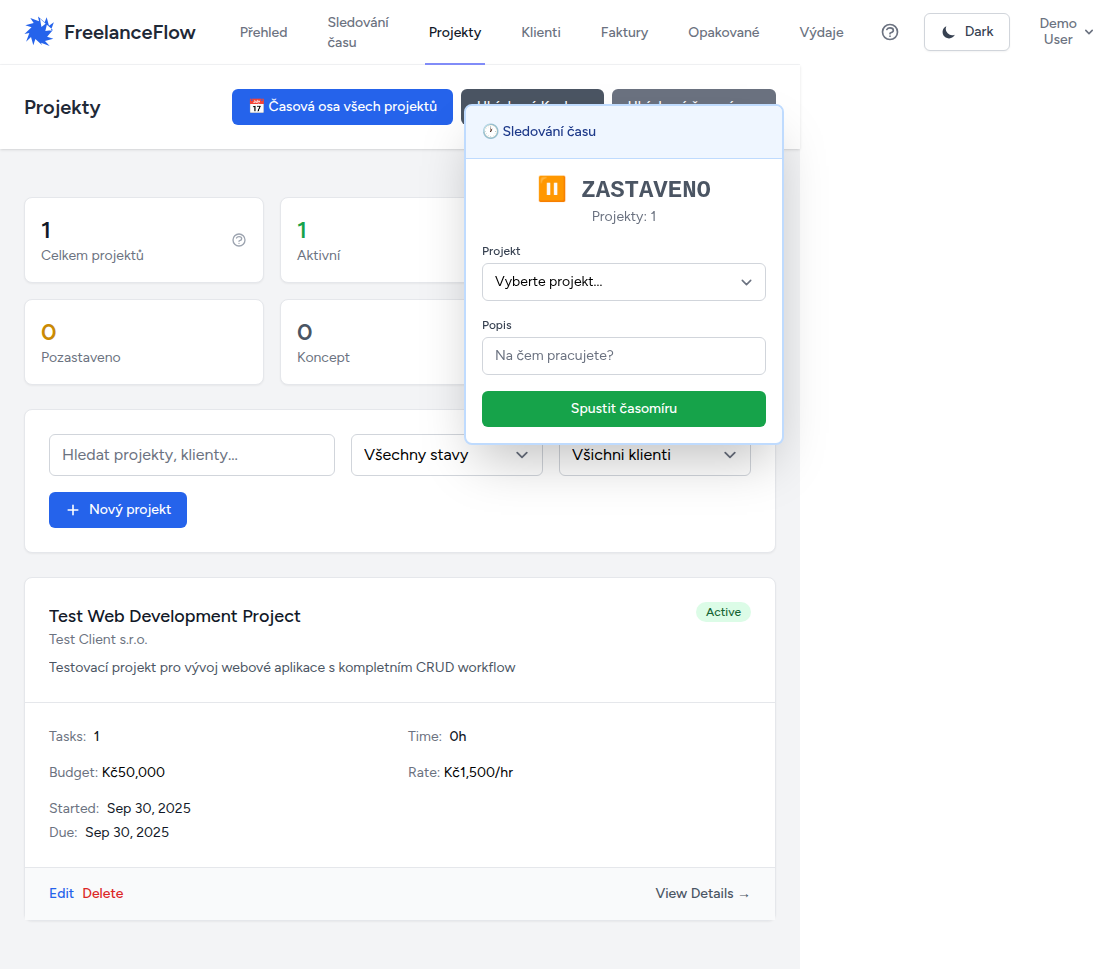 FreelanceFlow
Přehled
Sledování
času
Projekty
Klienti
Faktury
Opakované
Výdaje
Dark
Demo
User
Projekty
📅 Časová osa všech projektů
🕐 Sledování času
ZASTAVENO
Projekty: 1
Projekt
Vyberte projekt...
Popis
Na čem pracujete?
Spustit časomíru
1
Celkem projektů
1
Aktivní
0
Pozastaveno
0
Koncept
Hledat projekty, klienty...
Všechny stavy
Všichni klienti
+ Nový projekt
Test Web Development Project
Active
Test Client s.r.o.
Testovací projekt pro vývoj webové aplikace s kompletním CRUD workflow
Tasks: 1
Time: 0h
Budget: Kč50,000
Rate: Kč1,500/hr
Started: Sep 30, 2025
Due: Sep 30, 2025
Edit Delete
View Details →